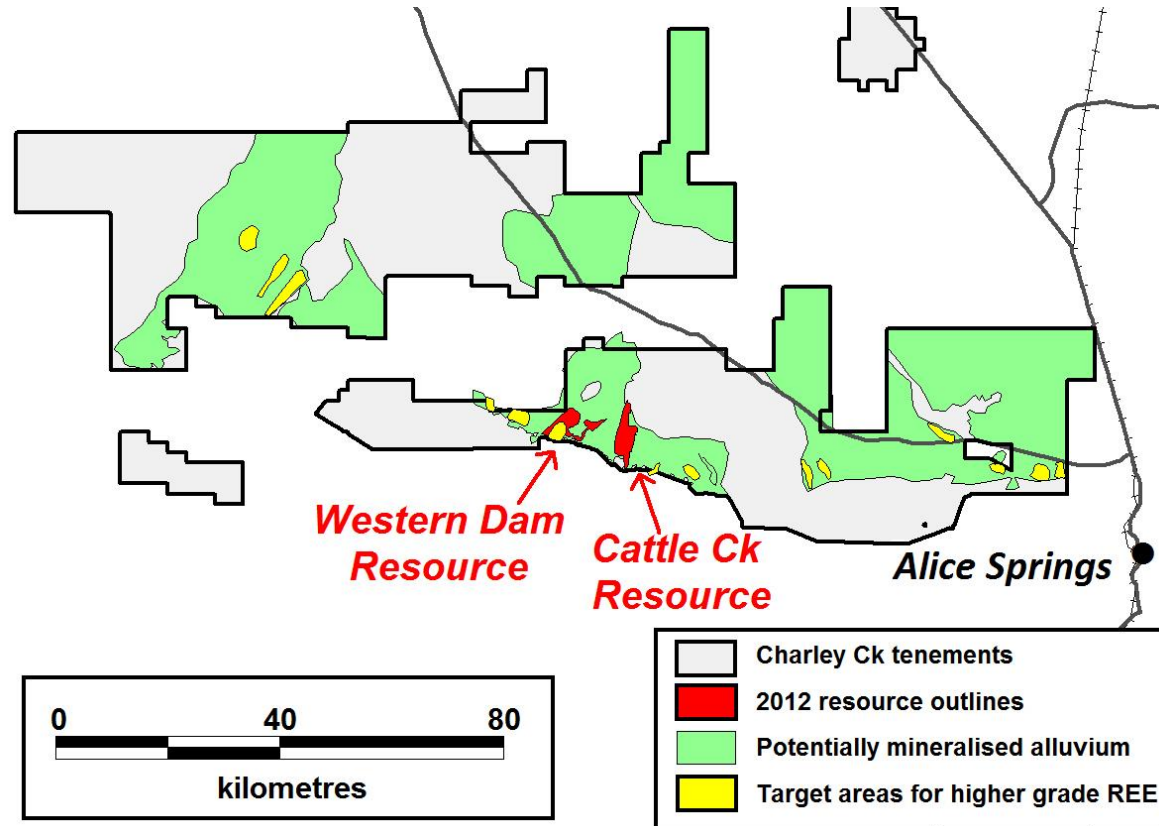 Western Dam
Resource
Cattle Ck
Resource
Alice Springs
0 40 80
kilometres
Charley Ck tenements
2012 resource outlines
Potentially mineralised alluvium
Target areas for higher grade REE